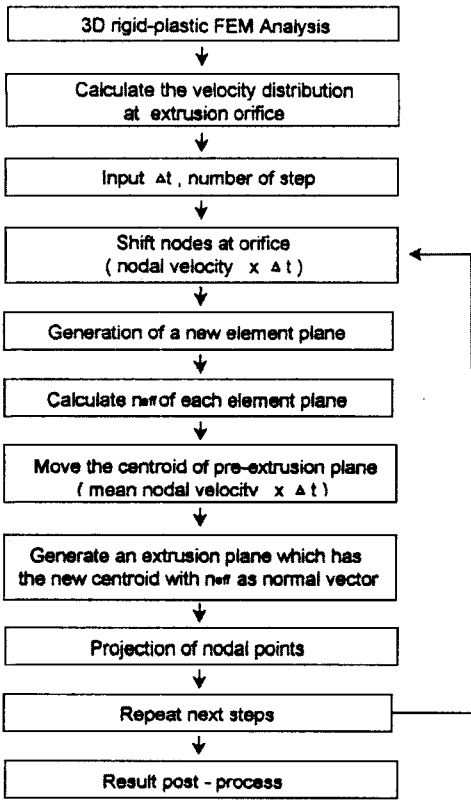 3D rigid-plastic FEM Analysis
Calculate the velocity distribution
at extrusion orifice
Input Δt, number of step
Shift nodes at orifice
( nodal velocity x Δt )
Generation of a new element plane
Calculate neff of each element plane
Move the centroid of pre-extrusion plane
( mean nodal velocity x Δt )
Generate an extrusion plane which has
the new centroid with neff as normal vector
Projection of nodal points
Repeat next steps
Result post - process